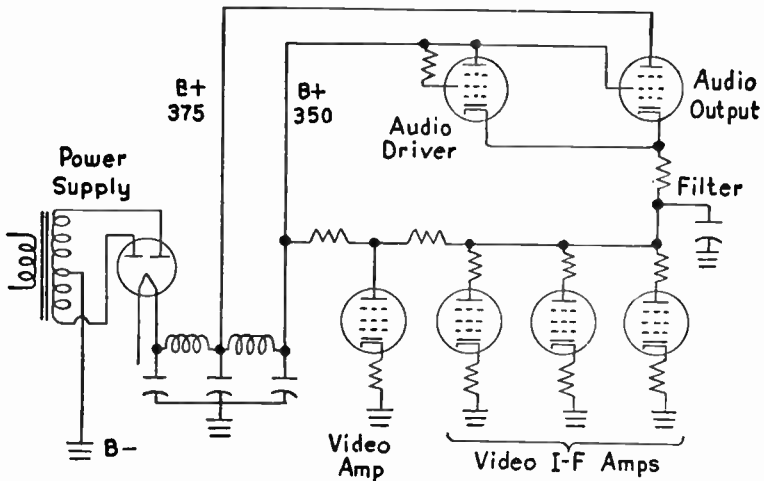 B+
375
B+
350
Audio
Driver
Audio
Output
Power
Supply
Filter
B-
Video
Amp
Video I-F Amps